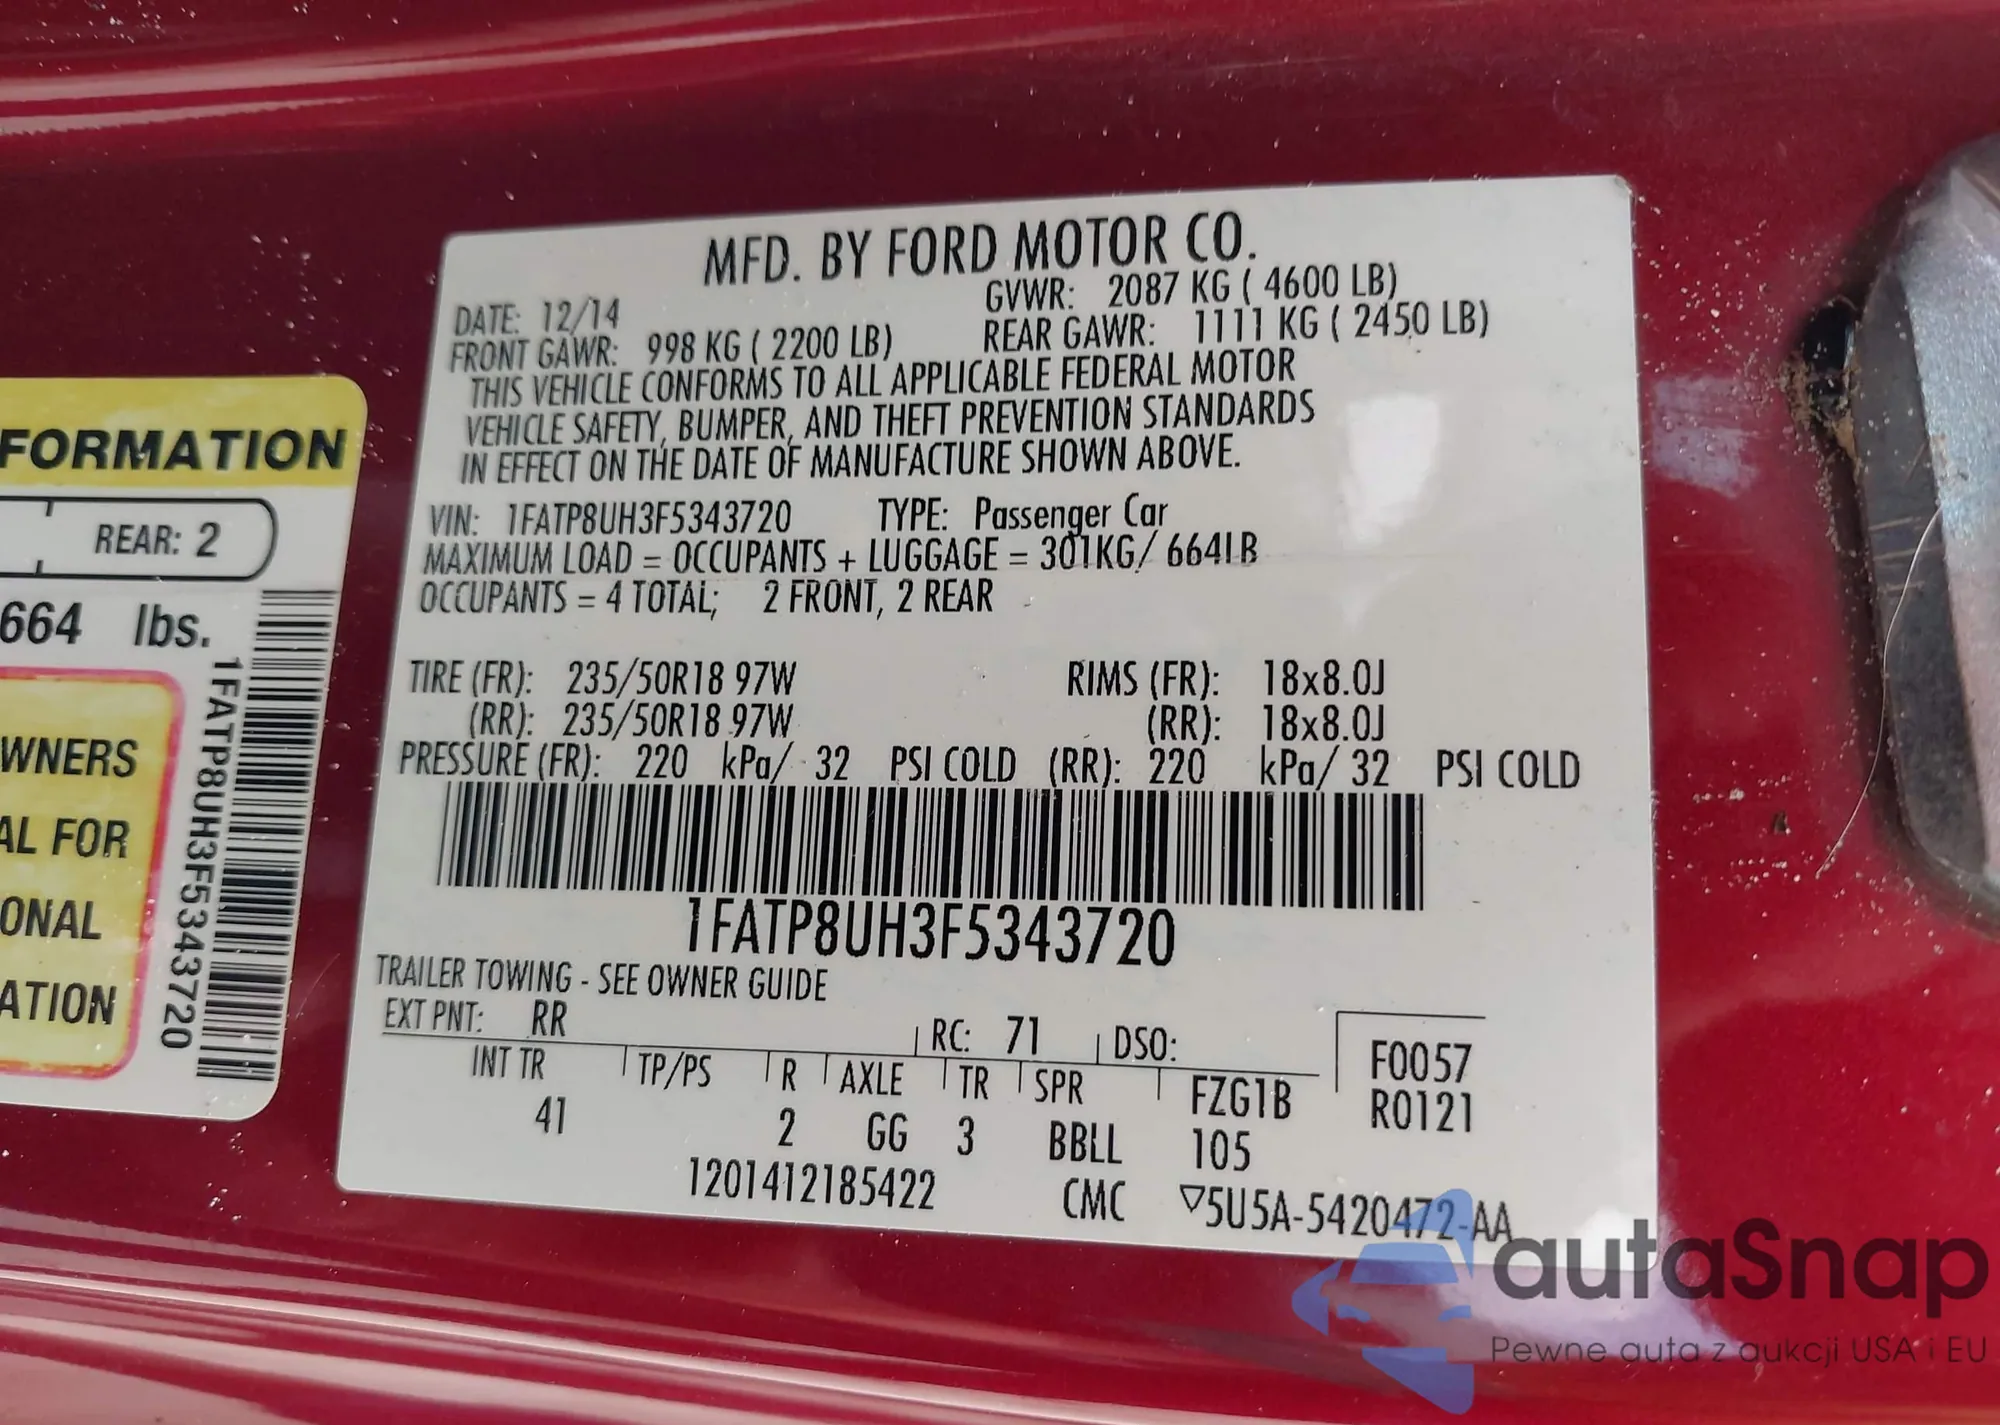 FORMATION
REAR: 2
664 lbs.
WNERS
AL FOR
ONAL
ATION
1FATP8UH3F5343720
MFD. BY FORD MOTOR CO.
DATE: 12/14 GVWR: 2087 KG ( 4600 LB)
FRONT GAWR: 998 KG ( 2200 LB) REAR GAWR: 1111 KG ( 2450 LB)
THIS VEHICLE CONFORMS TO ALL APPLICABLE FEDERAL MOTOR
VEHICLE SAFETY, BUMPER, AND THEFT PREVENTION STANDARDS
IN EFFECT ON THE DATE OF MANUFACTURE SHOWN ABOVE.
VIN: 1FATP8UH3F5343720 TYPE: Passenger Car
MAXIMUM LOAD = OCCUPANTS + LUGGAGE = 301KG/ 664LB
OCCUPANTS = 4 TOTAL; 2 FRONT, 2 REAR
TIRE (FR): 235/50R18 97W RIMS (FR): 18x8.0J
(RR): 235/50R18 97W (RR): 18x8.0J
PRESSURE (FR): 220 kPa/ 32 PSI COLD (RR): 220 kPa/ 32 PSI COLD
1FATP8UH3F5343720
TRAILER TOWING - SEE OWNER GUIDE
EXT PNT: RR RC: 71 DSO: F0057
INT TR TP/PS R AXLE TR SPR FZG1B R0121
41 2 GG 3 BBLL 105
1201412185422 CMC ▽5U5A-5420472-AA
autaSnap
Pewne auta z aukcji USA i EU